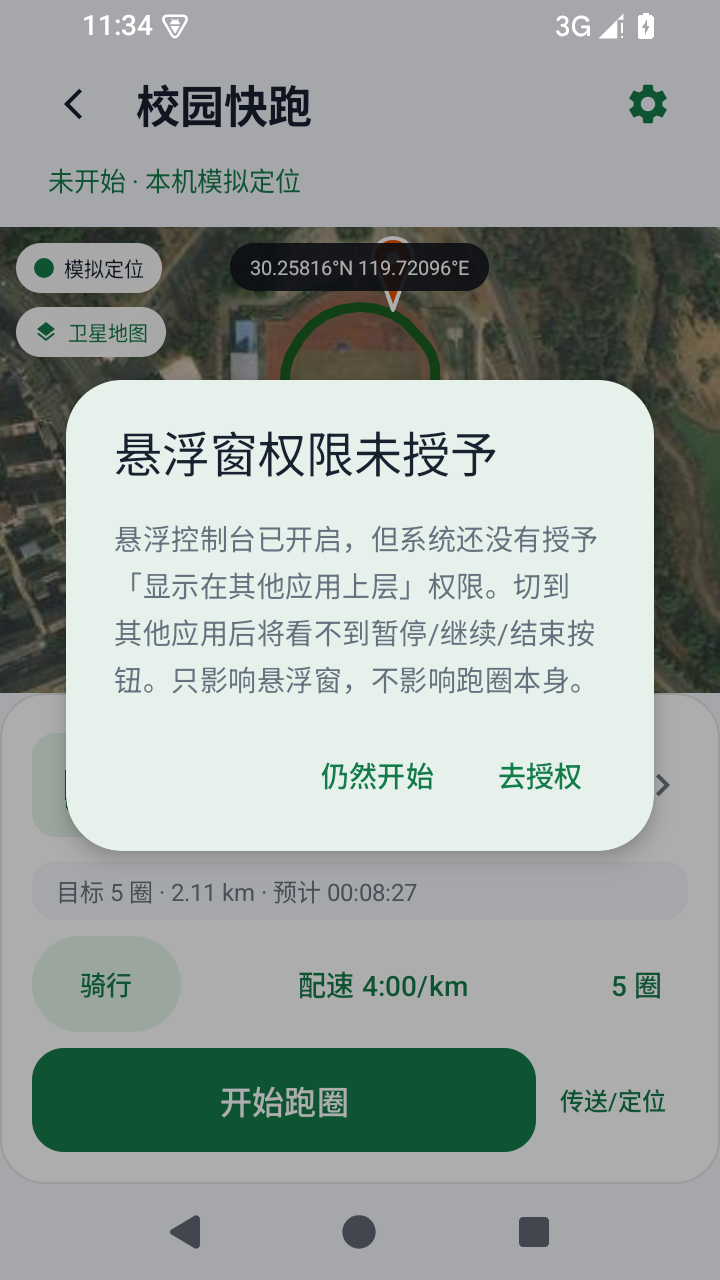 11:34
3G
校园快跑
未开始 · 本机模拟定位
模拟定位
30.25816°N 119.72096°E
卫星地图
悬浮窗权限未授予
悬浮控制台已开启，但系统还没有授予
「显示在其他应用上层」权限。切到
其他应用后将看不到暂停/继续/结束按
钮。只影响悬浮窗，不影响跑圈本身。
仍然开始
去授权
目标 5 圈 · 2.11 km · 预计 00:08:27
骑行
配速 4:00/km
5 圈
开始跑圈
传送/定位